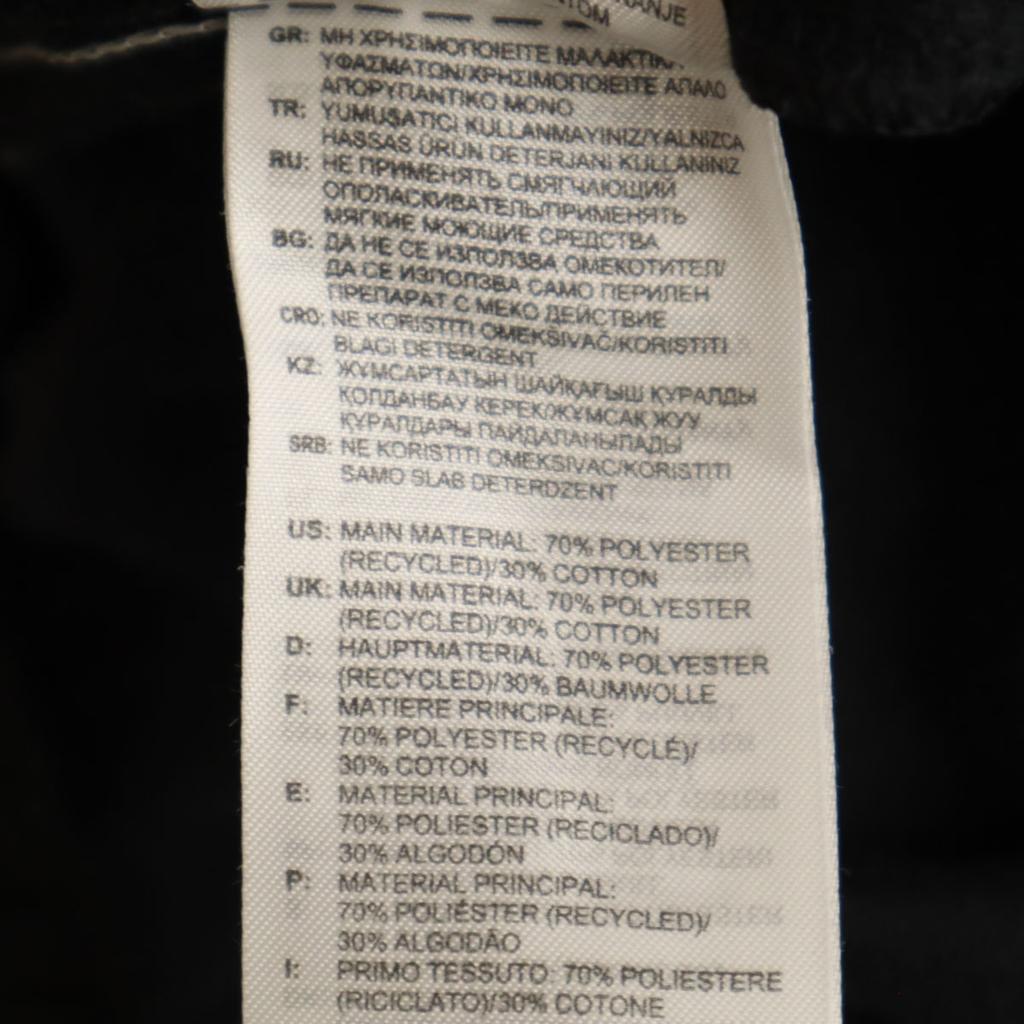 GR: ΜΗ ΧΡΗΣΙΜΟΠΟΙΕΙΤΕ
ΥΦΑΣΜΑΤΩΝ/ΧΡΗΣΙΜΟΠΟΙΕΙΤΕ ΑΠΑΛΟ
ΑΠΟΡΥΠΑΝΤΙΚΟ ΜΟΝΟ
TR: YUMUSATICI KULLANMAYINIZ/YALNIZCA
HASSAS ÜRÜN DETERJANI KULLANINIZ
RU: НЕ ПРИМЕНЯТЬ СМЯГЧАЮЩИЙ
ОПОЛАСКИВАТЕЛЬ/ПРИМЕНЯТЬ
МЯГКИЕ МОЮЩИЕ СРЕДСТВА
BG: ДА НЕ СЕ ИЗПОЛЗВА ОМЕКОТИТЕЛ/
ДА СЕ ИЗПОЛЗВА САМО ПЕРИЛЕН
ПРЕПАРАТ С МЕКО ДЕЙСТВИЕ
CRO: NE KORISTITI OMEKSIVAČ/KORISTITI
BLAGI DETERGENT
KZ: ЖҰМСАРТАТЫН ШАЙҚАҒЫШ ҚҰРАЛДЫ
ҚОЛДАНБАУ КЕРЕК/ЖҰМСАҚ ЖУУ
ҚҰРАЛДАРЫ ПАЙДАЛАНЫЛАДЫ
SRB: NE KORISTITI OMEKSIVAC/KORISTITI
SAMO SLAB DETERDZENT
US: MAIN MATERIAL: 70% POLYESTER
(RECYCLED)/30% COTTON
UK: MAIN MATERIAL: 70% POLYESTER
(RECYCLED)/30% COTTON
D: HAUPTMATERIAL: 70% POLYESTER
(RECYCLED)/30% BAUMWOLLE
F: MATIERE PRINCIPALE:
70% POLYESTER (RECYCLÉ)/
30% COTON
E: MATERIAL PRINCIPAL:
70% POLIESTER (RECICLADO)/
30% ALGODÓN
P: MATERIAL PRINCIPAL:
70% POLIÉSTER (RECYCLED)/
30% ALGODÃO
I: PRIMO TESSUTO: 70% POLIESTERE
(RICICLATO)/30% COTONE